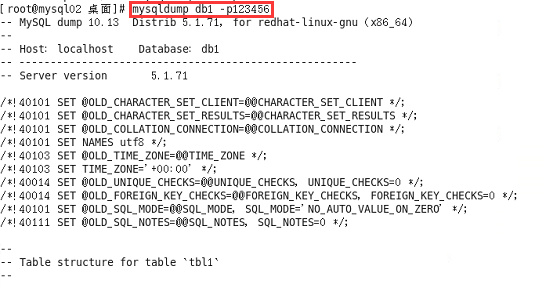 [root@mysql02 桌面]# mysqldump db1 -p123456
-- MySQL dump 10.13  Distrib 5.1.71, for redhat-linux-gnu (x86_64)
--
-- Host: localhost    Database: db1
-- ------------------------------------------------------
-- Server version	5.1.71

/*!40101 SET @OLD_CHARACTER_SET_CLIENT=@@CHARACTER_SET_CLIENT */;
/*!40101 SET @OLD_CHARACTER_SET_RESULTS=@@CHARACTER_SET_RESULTS */;
/*!40101 SET @OLD_COLLATION_CONNECTION=@@COLLATION_CONNECTION */;
/*!40101 SET NAMES utf8 */;
/*!40103 SET @OLD_TIME_ZONE=@@TIME_ZONE */;
/*!40103 SET TIME_ZONE='+00:00' */;
/*!40014 SET @OLD_UNIQUE_CHECKS=@@UNIQUE_CHECKS, UNIQUE_CHECKS=0 */;
/*!40014 SET @OLD_FOREIGN_KEY_CHECKS=@@FOREIGN_KEY_CHECKS, FOREIGN_KEY_CHECKS=0 */;
/*!40101 SET @OLD_SQL_MODE=@@SQL_MODE, SQL_MODE='NO_AUTO_VALUE_ON_ZERO' */;
/*!40111 SET @OLD_SQL_NOTES=@@SQL_NOTES, SQL_NOTES=0 */;

--
-- Table structure for table `tbl1`
--